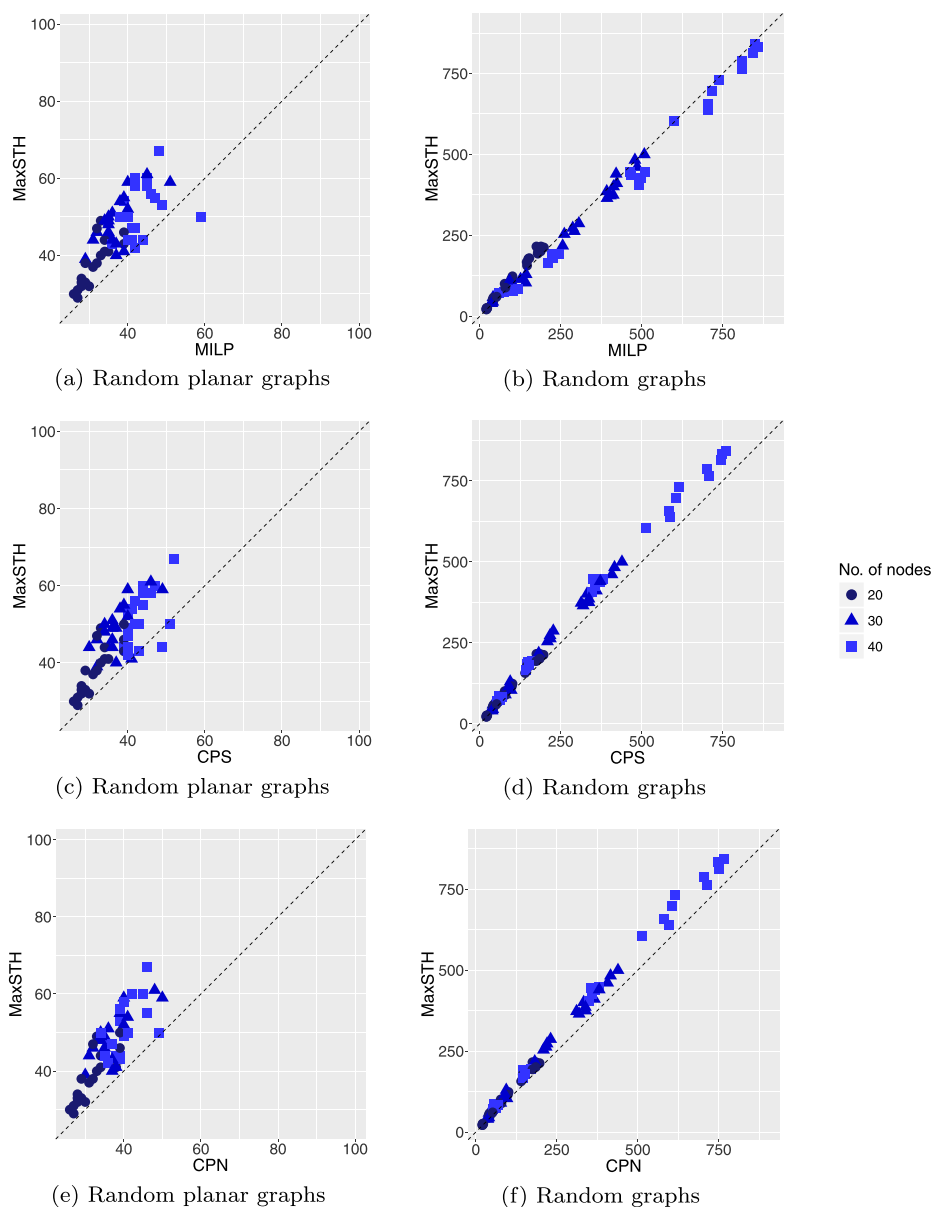 100
80
60
40
MaxSTH
40 60 80 100
MILP
(a) Random planar graphs
750
500
250
0
MaxSTH
0 250 500 750
MILP
(b) Random graphs
100
80
60
40
MaxSTH
40 60 80 100
CPS
(c) Random planar graphs
750
500
250
0
MaxSTH
0 250 500 750
CPS
(d) Random graphs
No. of nodes
20
30
40
100
80
60
40
MaxSTH
40 60 80 100
CPN
(e) Random planar graphs
750
500
250
0
MaxSTH
0 250 500 750
CPN
(f) Random graphs